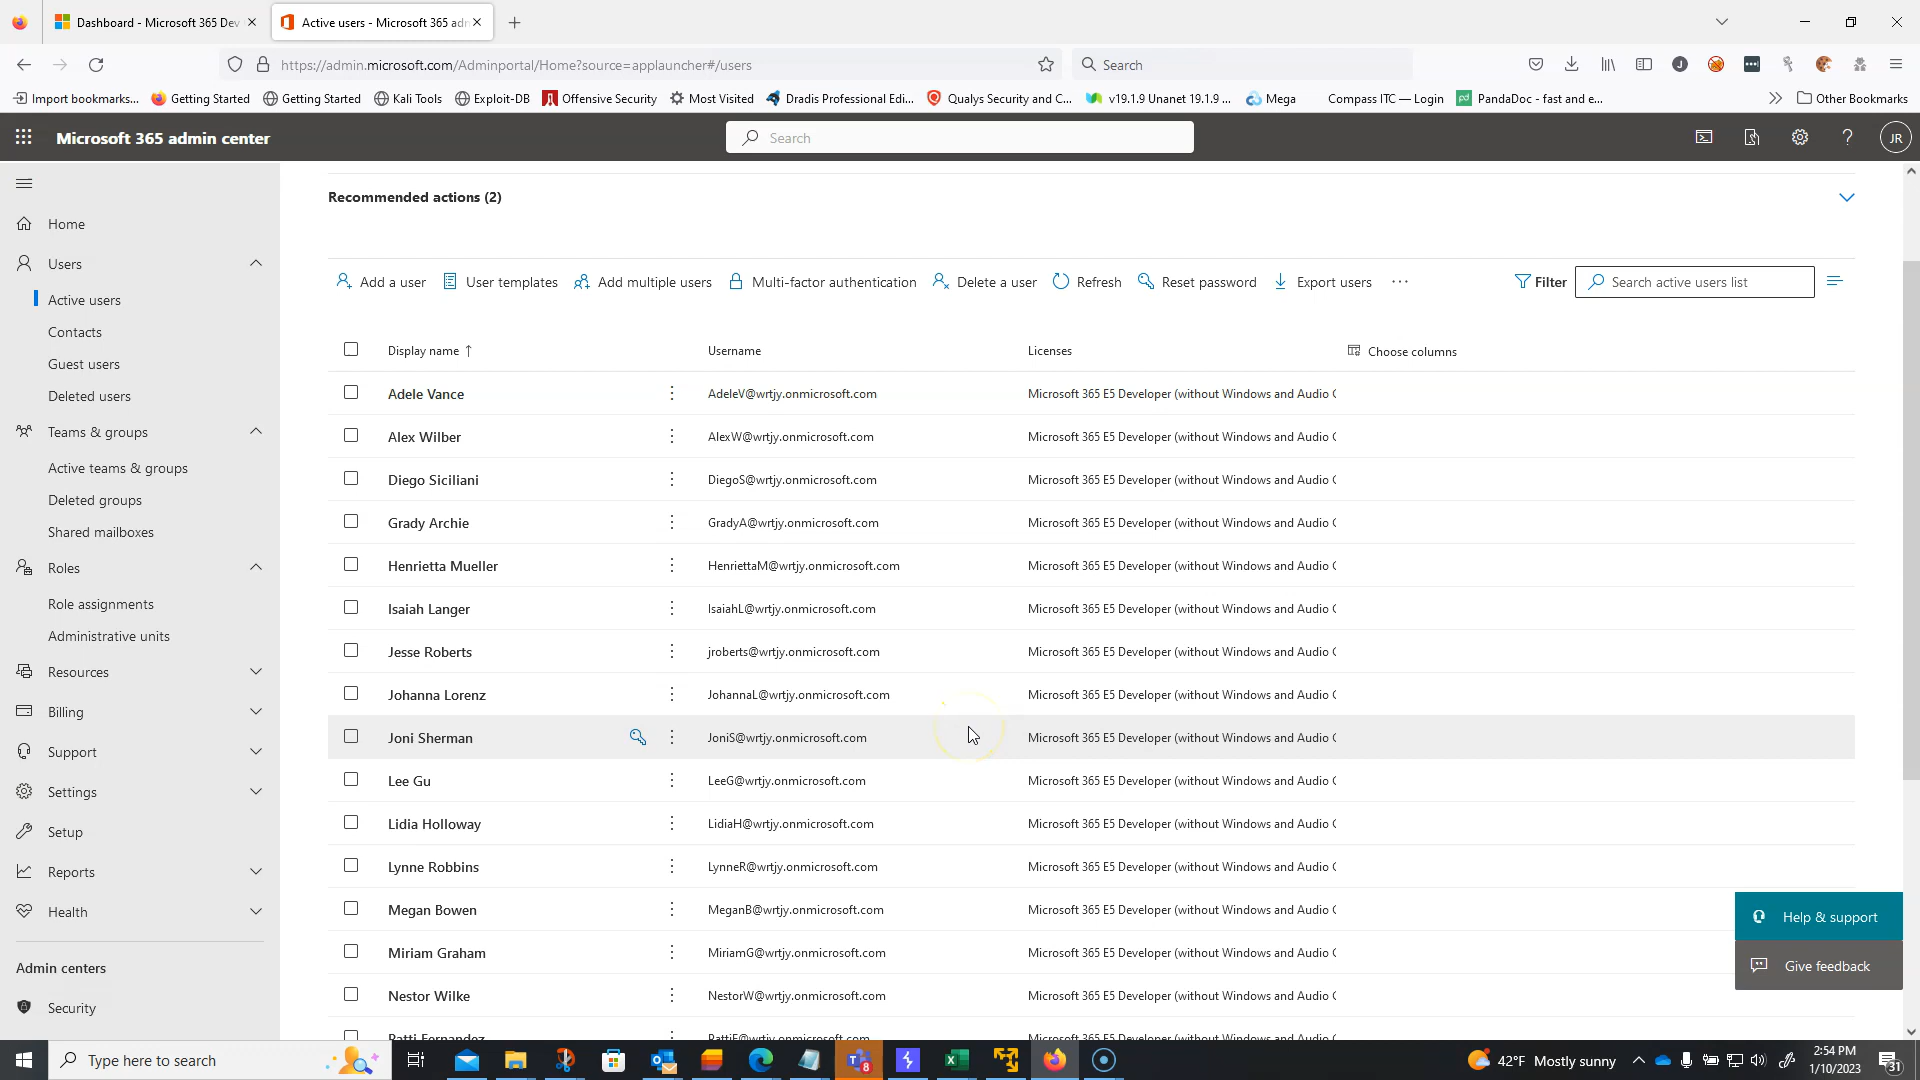 Dashboard - Microsoft 365 Dev
Active users - Microsoft 365 adm
https://admin.microsoft.com/Adminportal/Home?source=applauncher#/users
Search
Import bookmarks...
Getting Started
Getting Started
Kali Tools
Exploit-DB
Offensive Security
Most Visited
Dradis Professional Edi...
Qualys Security and C...
v19.1.9 Unanet 19.1.9 ...
Mega
Compass ITC — Login
PandaDoc - fast and e...
Other Bookmarks
Microsoft 365 admin center
Search
JR
Home
Users
Active users
Contacts
Guest users
Deleted users
Teams & groups
Active teams & groups
Deleted groups
Shared mailboxes
Roles
Role assignments
Administrative units
Resources
Billing
Support
Settings
Setup
Reports
Health
Admin centers
Security
Recommended actions (2)
Add a user
User templates
Add multiple users
Multi-factor authentication
Delete a user
Refresh
Reset password
Export users
Filter
Search active users list
Display name ↑ Username Licenses Choose columns
Adele Vance AdeleV@wrtjy.onmicrosoft.com Microsoft 365 E5 Developer (without Windows and Audio C
Alex Wilber AlexW@wrtjy.onmicrosoft.com Microsoft 365 E5 Developer (without Windows and Audio C
Diego Siciliani DiegoS@wrtjy.onmicrosoft.com Microsoft 365 E5 Developer (without Windows and Audio C
Grady Archie GradyA@wrtjy.onmicrosoft.com Microsoft 365 E5 Developer (without Windows and Audio C
Henrietta Mueller HenriettaM@wrtjy.onmicrosoft.com Microsoft 365 E5 Developer (without Windows and Audio C
Isaiah Langer IsaiahL@wrtjy.onmicrosoft.com Microsoft 365 E5 Developer (without Windows and Audio C
Jesse Roberts jroberts@wrtjy.onmicrosoft.com Microsoft 365 E5 Developer (without Windows and Audio C
Johanna Lorenz JohannaL@wrtjy.onmicrosoft.com Microsoft 365 E5 Developer (without Windows and Audio C
Joni Sherman JoniS@wrtjy.onmicrosoft.com Microsoft 365 E5 Developer (without Windows and Audio C
Lee Gu LeeG@wrtjy.onmicrosoft.com Microsoft 365 E5 Developer (without Windows and Audio C
Lidia Holloway LidiaH@wrtjy.onmicrosoft.com Microsoft 365 E5 Developer (without Windows and Audio C
Lynne Robbins LynneR@wrtjy.onmicrosoft.com Microsoft 365 E5 Developer (without Windows and Audio C
Megan Bowen MeganB@wrtjy.onmicrosoft.com Microsoft 365 E5 Developer (without Windows and Audio C
Miriam Graham MiriamG@wrtjy.onmicrosoft.com Microsoft 365 E5 Developer (without Windows and Audio C
Nestor Wilke NestorW@wrtjy.onmicrosoft.com Microsoft 365 E5 Developer (without Windows and Audio C
Patti Fernandez PattiF@wrtjy.onmicrosoft.com
Help & support
Give feedback
Type here to search
8
42°F Mostly sunny
2:54 PM
1/10/2023
31